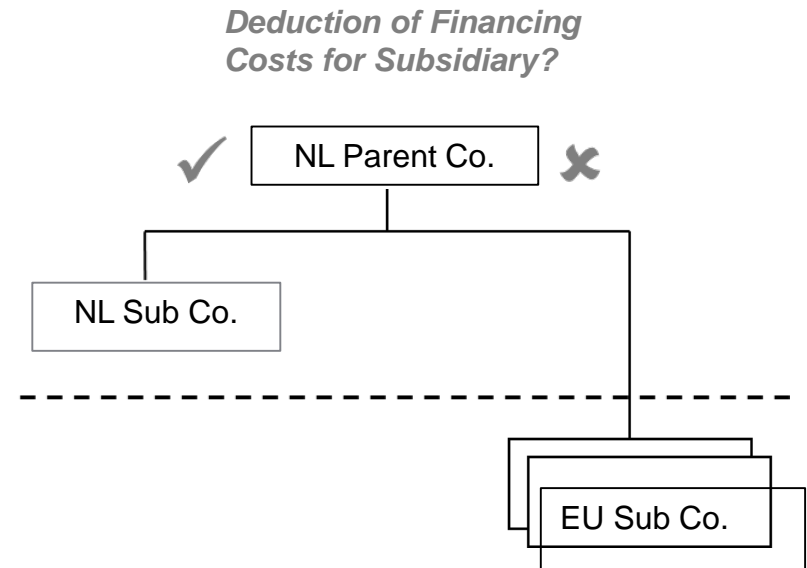 Deduction of Financing
Costs for Subsidiary?
NL Parent Co.
NL Sub Co.
EU Sub Co.